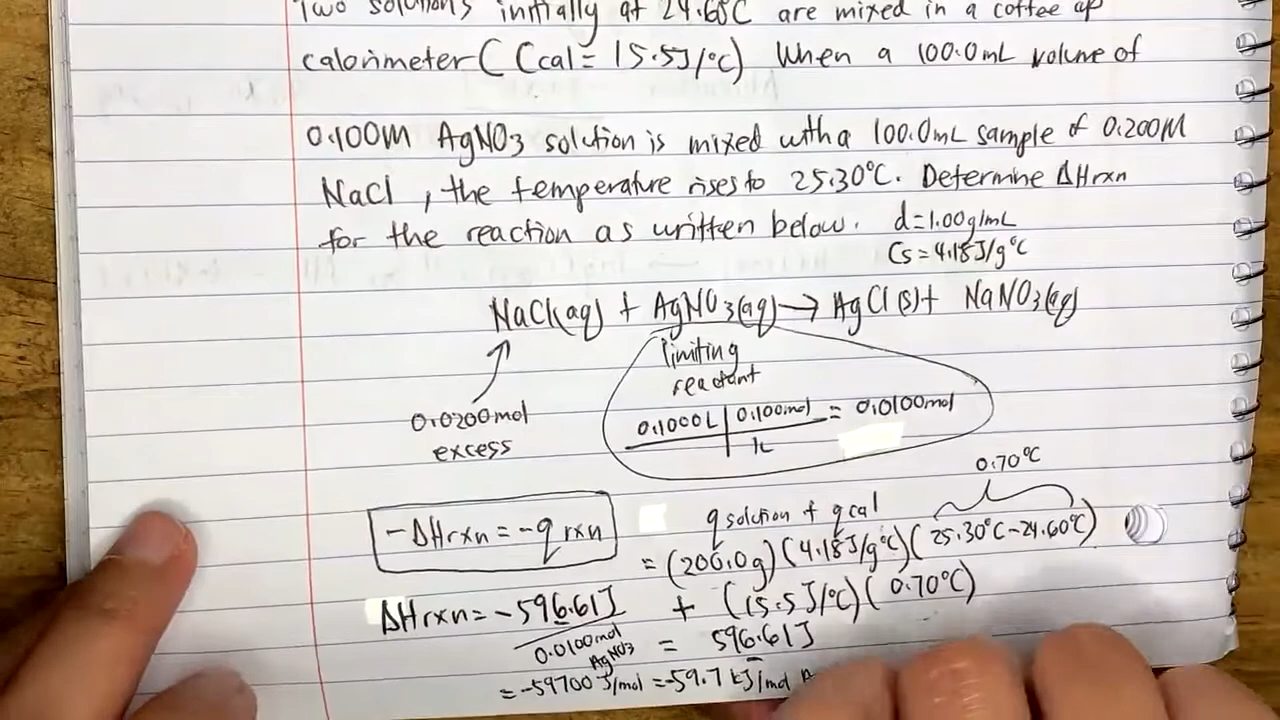 Two solutions initially at 24.60°C are mixed in a coffee cup
calorimeter (Ccal = 15.5J/°C) When a 100.0mL volume of
0.100M AgNO3 solution is mixed with a 100.0mL sample of 0.200M
NaCl, the temperature rises to 25.30°C. Determine ΔHrxn
for the reaction as written below. d=1.00g/mL
Cs=4.18J/g°C
NaCl(aq) + AgNO3(aq) → AgCl(s) + NaNO3(aq)
limiting
reactant
0.0200mol
excess
0.1000L | 0.100mol = 0.0100mol
1L
0.70°C
-ΔHrxn = -qrxn
q solution + qcal
= (200.0g)(4.18J/g°C)(25.30°C-24.60°C)
+ (15.5J/°C)(0.70°C)
= 596.61J
ΔHrxn = -596.61J
0.0100mol
AgNO3
= -59700 J/mol = -59.7 kJ/mol